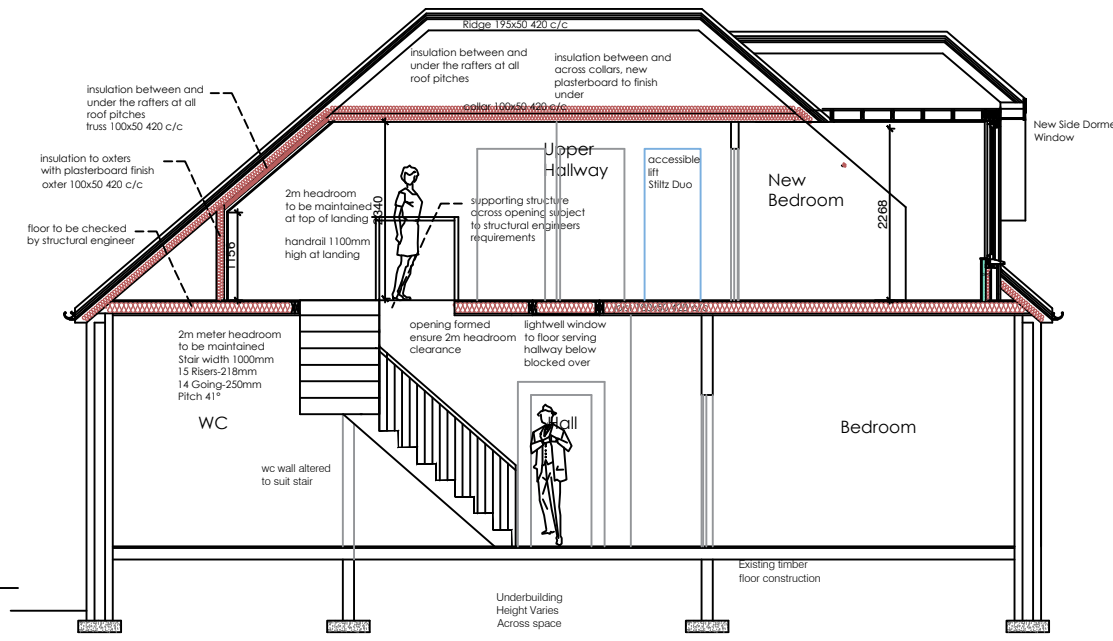 Ridge 195x50 420 c/c
insulation between and
under the rafters at all
roof pitches
insulation between and
across collars, new
plasterboard to finish
under
collar 100x50 420 c/c
insulation between and
under the rafters at all
roof pitches
truss 100x50 420 c/c
New Side Dorme
Window
insulation to oxters
with plasterboard finish
oxter 100x50 420 c/c
floor to be checked
by structural engineer
2m headroom
to be maintained
at top of landing
handrail 1100mm
high at landing
1156
2340
Upper
Hallway
supporting structure
across opening subject
to structural engineers
requirements
accessible
lift
Stiltz Duo
New
Bedroom
2268
2m meter headroom
to be maintained
Stair width 1000mm
15 Risers-218mm
14 Going-250mm
Pitch 41°
opening formed
ensure 2m headroom
clearance
lightwell window
to floor serving
hallway below
blocked over
WC
Hall
Bedroom
wc wall altered
to suit stair
Existing timber
floor construction
Underbuilding
Height Varies
Across space